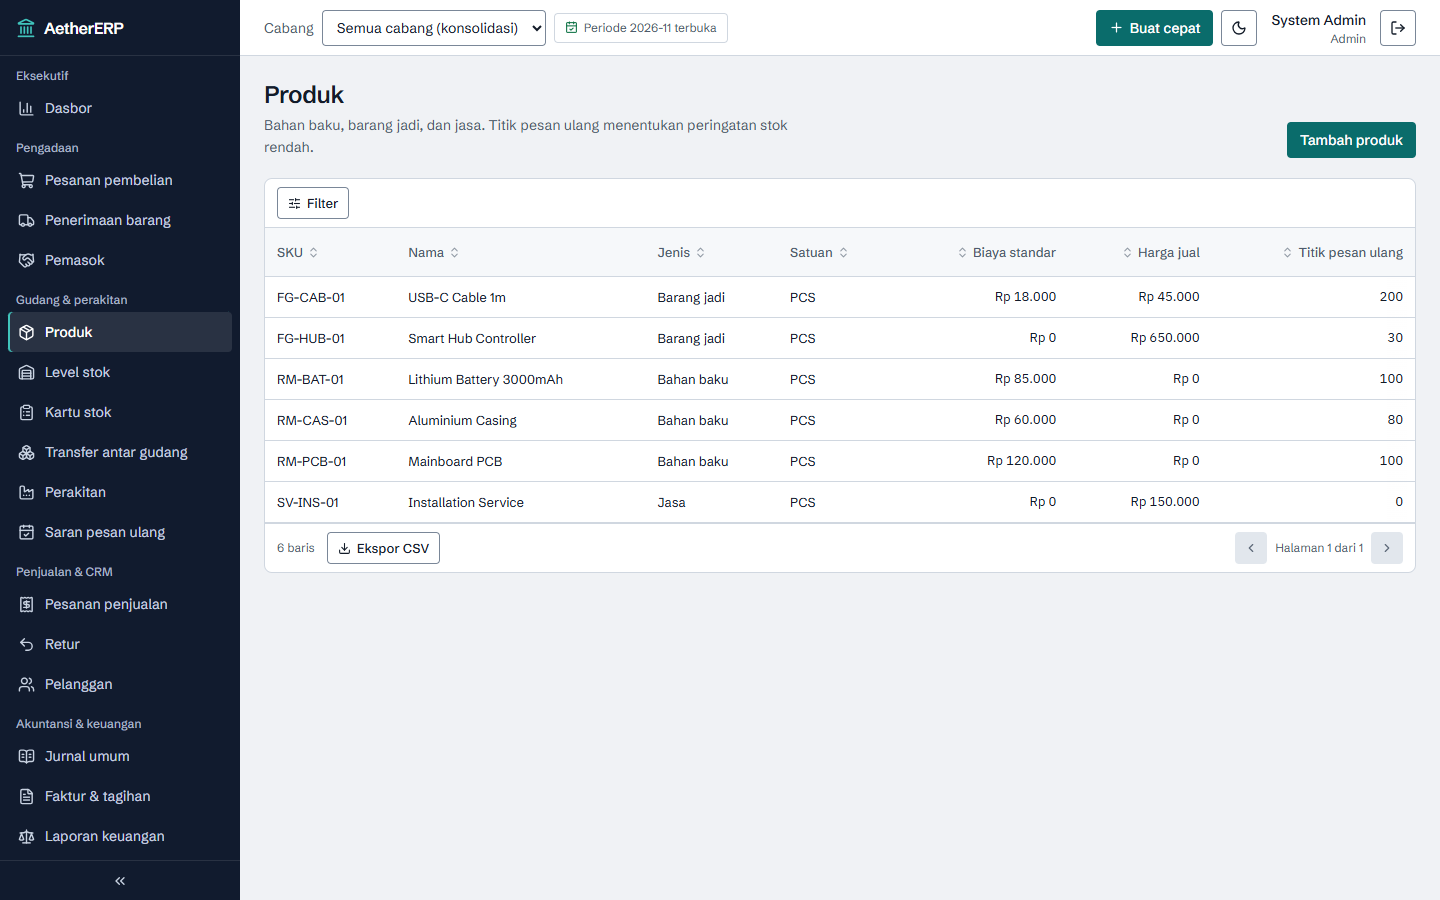 AetherERP
Eksekutif
Dasbor
Pengadaan
Pesanan pembelian
Penerimaan barang
Pemasok
Gudang & perakitan
Produk
Level stok
Kartu stok
Transfer antar gudang
Perakitan
Saran pesan ulang
Penjualan & CRM
Pesanan penjualan
Retur
Pelanggan
Akuntansi & keuangan
Jurnal umum
Faktur & tagihan
Laporan keuangan
Cabang Semua cabang (konsolidasi) Periode 2026-11 terbuka Buat cepat System Admin
Admin
Produk
Bahan baku, barang jadi, dan jasa. Titik pesan ulang menentukan peringatan stok
rendah.
Tambah produk
Filter
SKU Nama Jenis Satuan Biaya standar Harga jual Titik pesan ulang
FG-CAB-01 USB-C Cable 1m Barang jadi PCS Rp 18.000 Rp 45.000 200
FG-HUB-01 Smart Hub Controller Barang jadi PCS Rp 0 Rp 650.000 30
RM-BAT-01 Lithium Battery 3000mAh Bahan baku PCS Rp 85.000 Rp 0 100
RM-CAS-01 Aluminium Casing Bahan baku PCS Rp 60.000 Rp 0 80
RM-PCB-01 Mainboard PCB Bahan baku PCS Rp 120.000 Rp 0 100
SV-INS-01 Installation Service Jasa PCS Rp 0 Rp 150.000 0
6 baris Ekspor CSV Halaman 1 dari 1